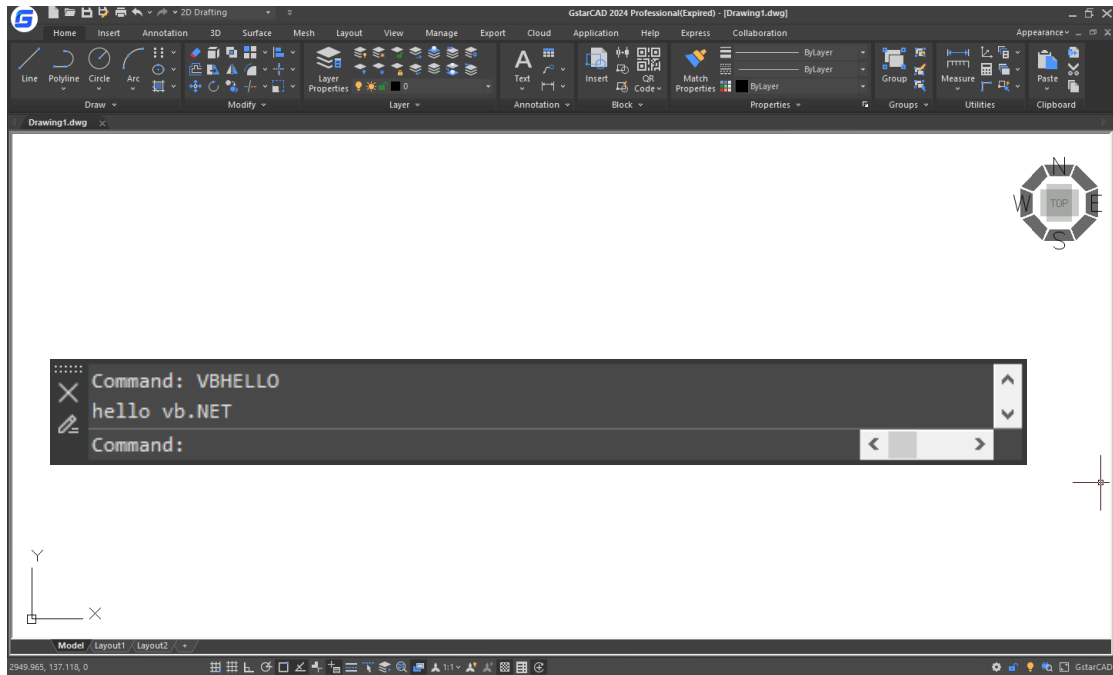 2D Drafting
GstarCAD 2024 Professional(Expired) - [Drawing1.dwg]
Home Insert Annotation 3D Surface Mesh Layout View Manage Export Cloud Application Help Express Collaboration Appearance
Line Polyline Circle Arc
Layer Properties
0
A
Text
Insert
QR Code
Match Properties
ByLayer
ByLayer
ByLayer
Group
Measure
Paste
Draw Modify Layer Annotation Block Properties Groups Utilities Clipboard
Drawing1.dwg
N
W TOP E
S
Command: VBHELLO
hello vb.NET
Command:
Y
X
Model Layout1 Layout2 +
2949.965, 137.118, 0 1:1 GstarCAD